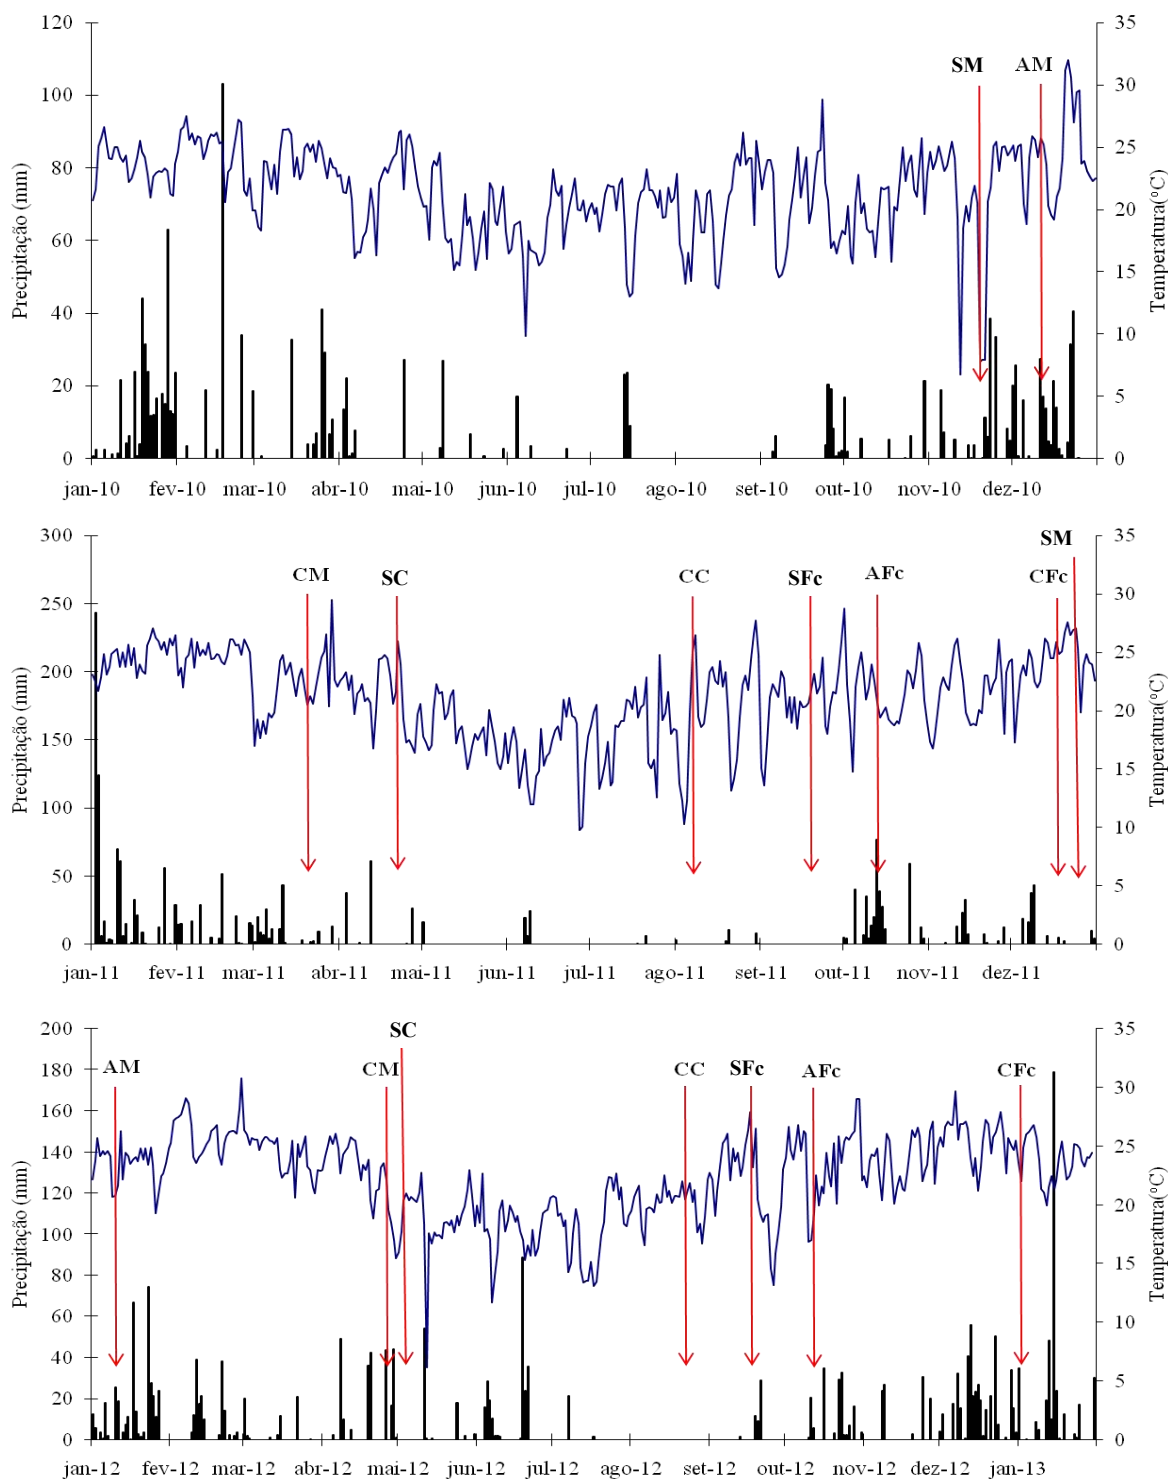 120
100
80
60
40
20
0
Precipitação (mm)
35
30
25
20
15
10
5
0
Temperatura(°C)
SM
AM
jan-10 fev-10 mar-10 abr-10 mai-10 jun-10 jul-10 ago-10 set-10 out-10 nov-10 dez-10
300
250
200
150
100
50
0
Precipitação (mm)
35
30
25
20
15
10
5
0
Temperatura(°C)
CM
SC
CC
SFc
AFc
CFc
SM
jan-11 fev-11 mar-11 abr-11 mai-11 jun-11 jul-11 ago-11 set-11 out-11 nov-11 dez-11
200
180
160
140
120
100
80
60
40
20
0
Precipitação (mm)
35
30
25
20
15
10
5
0
Temperatura(°C)
AM
CM
SC
CC
SFc
AFc
CFc
jan-12 fev-12 mar-12 abr-12 mai-12 jun-12 jul-12 ago-12 set-12 out-12 nov-12 dez-12 jan-13